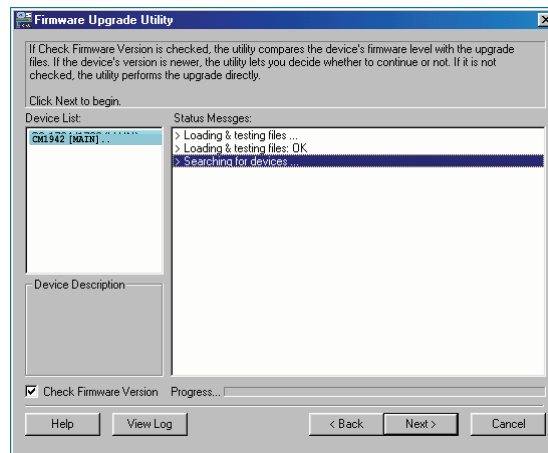 Firmware Upgrade Utility
If Check Firmware Version is checked, the utility compares the device's firmware level with the upgrade
files. If the device's version is newer, the utility lets you decide whether to continue or not. If it is not
checked, the utility performs the upgrade directly.
Click Next to begin.
Device List:
Status Messges:
CM1942 [MAIN]..
> Loading & testing files ...
> Loading & testing files: OK
> Searching for devices ...
Device Description
Check Firmware Version
Progress...
Help
View Log
< Back
Next >
Cancel